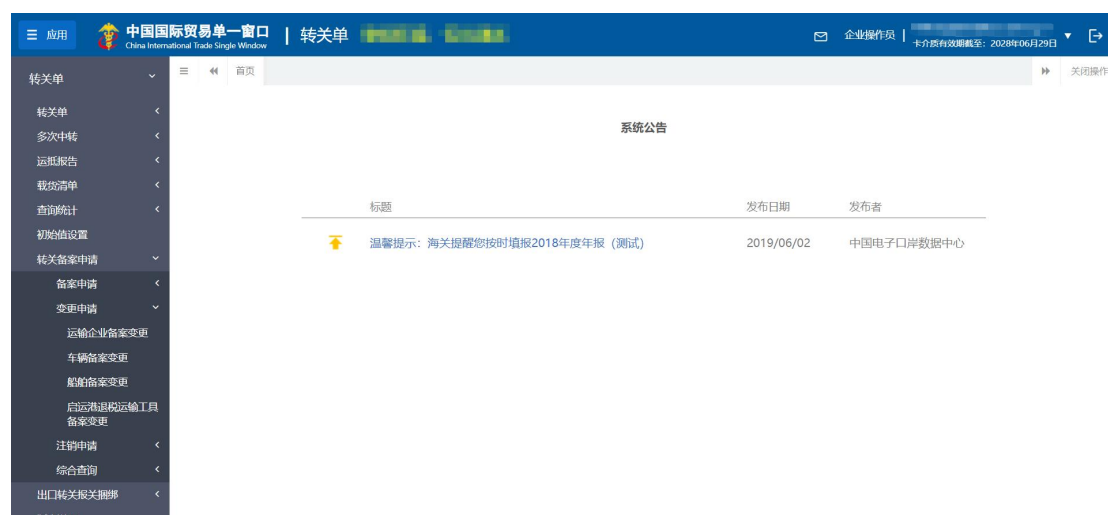 应用
中国国际贸易单一窗口
China International Trade Single Window
转关单
企业操作员
卡介质有效期截至：2028年06月29日
转关单
首页
关闭操作
转关单
多次中转
运抵报告
载货清单
查询统计
初始值设置
转关备案申请
备案申请
变更申请
运输企业备案变更
车辆备案变更
船舶备案变更
启运港退税运输工具
备案变更
注销申请
综合查询
出口转关报关捆绑
系统公告
标题 发布日期 发布者
温馨提示：海关提醒您按时填报2018年度年报（测试） 2019/06/02 中国电子口岸数据中心